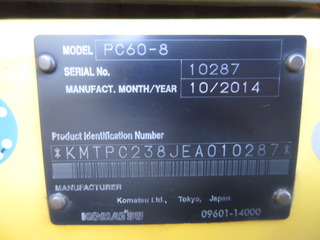 MODEL PC60-8
SERIAL No. 10287
MANUFACT. MONTH/YEAR 10/2014
Product Identification Number
*KMTPC238JEA010287*
MANUFACTURER
Komatsu Ltd., Tokyo, Japan
KOMATSU 09601-14000